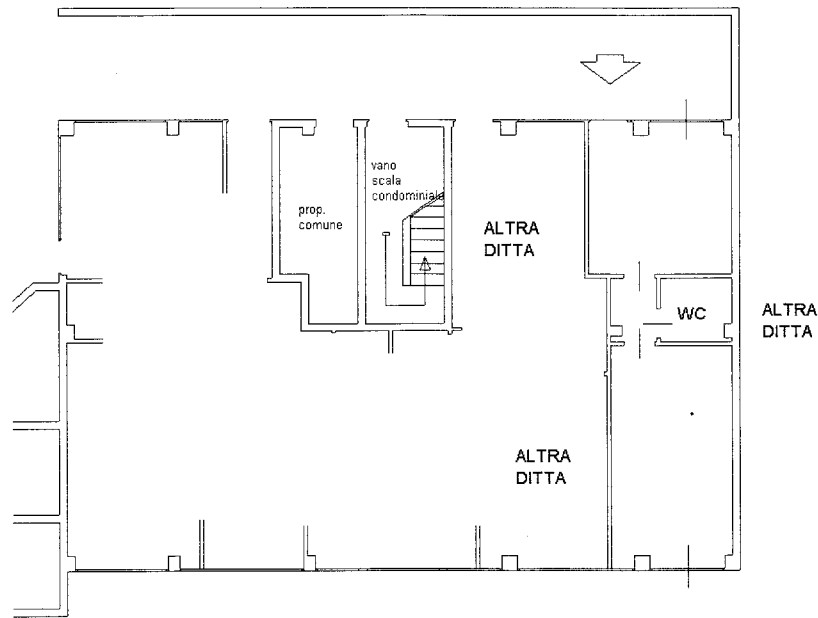 vano
scala
condominiale
prop.
comune
ALTRA
DITTA
WC
ALTRA
DITTA
ALTRA
DITTA